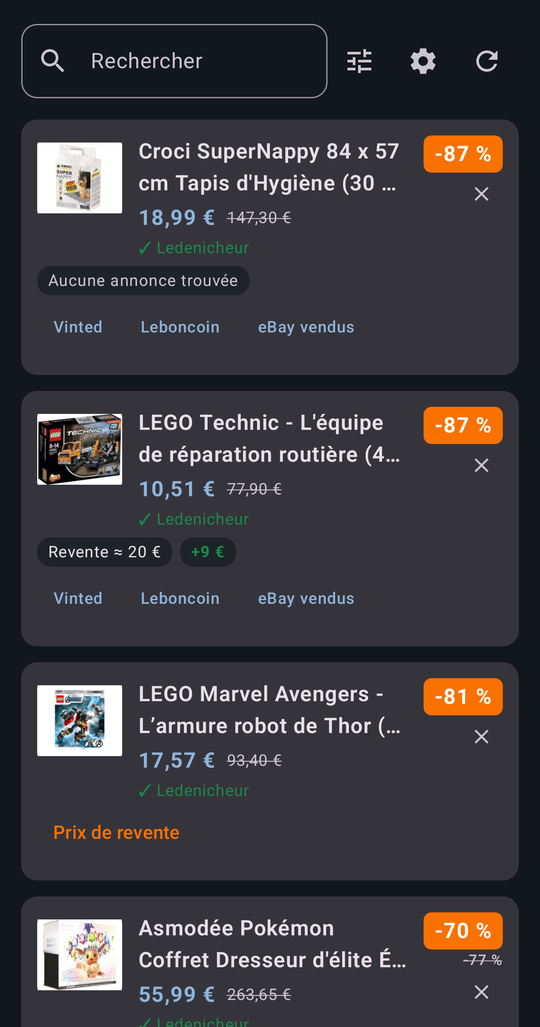 Rechercher
Croci SuperNappy 84 x 57
cm Tapis d'Hygiène (30 …
-87 %
18,99 € 147,30 €
✓ Ledenicheur
Aucune annonce trouvée
Vinted Leboncoin eBay vendus
LEGO Technic - L'équipe
de réparation routière (4…
-87 %
10,51 € 77,90 €
✓ Ledenicheur
Revente ≈ 20 € +9 €
Vinted Leboncoin eBay vendus
LEGO Marvel Avengers -
L’armure robot de Thor (…
-81 %
17,57 € 93,40 €
✓ Ledenicheur
Prix de revente
Asmodée Pokémon
Coffret Dresseur d'élite É…
-70 %
-77 %
55,99 € 263,65 €
✓ Ledenicheur